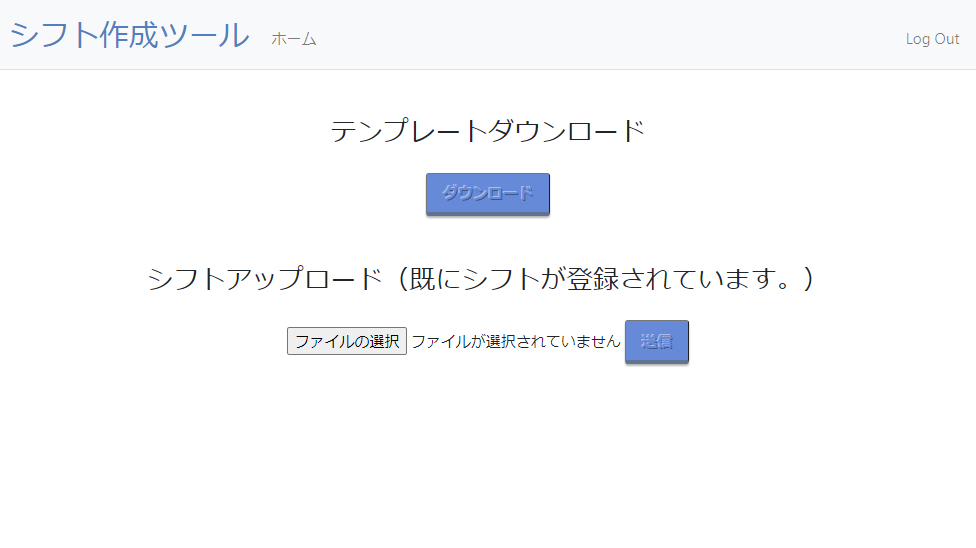 シフト作成ツール ホーム Log Out
テンプレートダウンロード
ダウンロード
シフトアップロード（既にシフトが登録されています。）
ファイルの選択 ファイルが選択されていません 送信